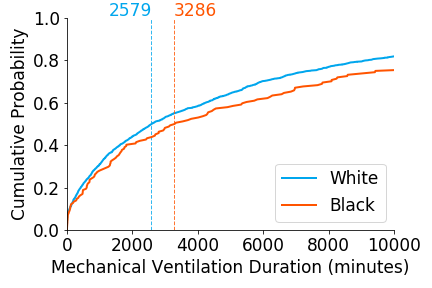 2579 3286
Cumulative Probability
1.0
0.8
0.6
0.4
0.2
0.0
0 2000 4000 6000 8000 10000
White
Black
Mechanical Ventilation Duration (minutes)